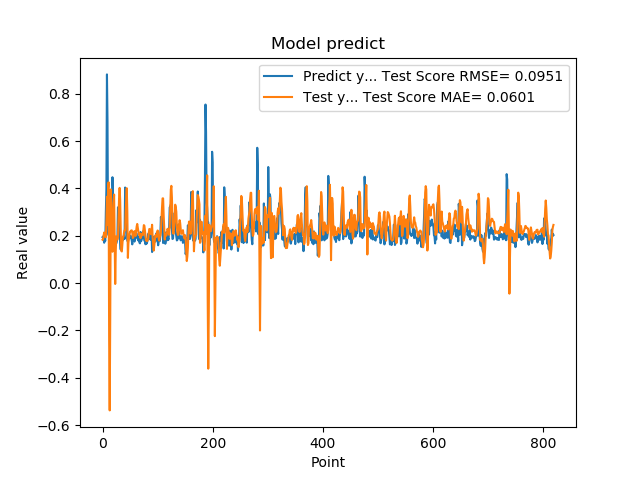 Model predict
Predict y... Test Score RMSE= 0.0951
Test y... Test Score MAE= 0.0601
Real value
0.8
0.6
0.4
0.2
0.0
−0.2
−0.4
−0.6
0 200 400 600 800
Point